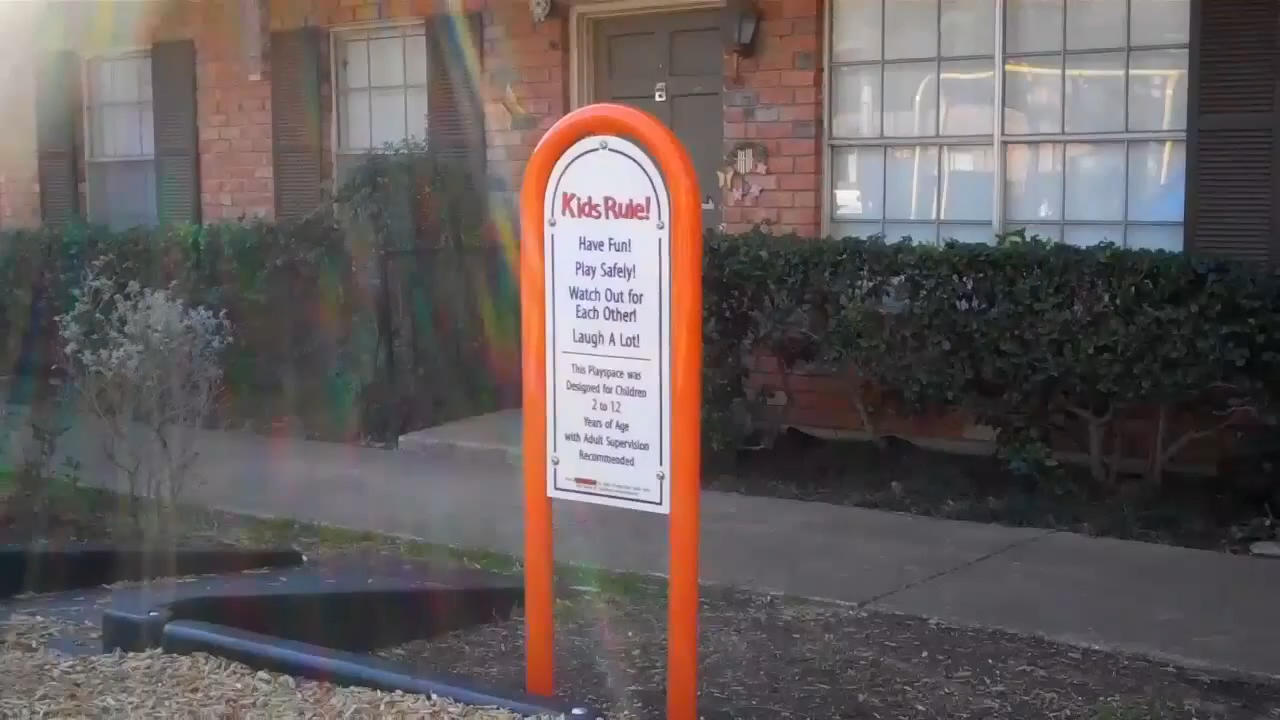 Kids Rule!
Have Fun!
Play Safely!
Watch Out for
Each Other!
Laugh A Lot!
This Playspace was
Designed for Children
2 to 12
Years of Age
with Adult Supervision
Recommended